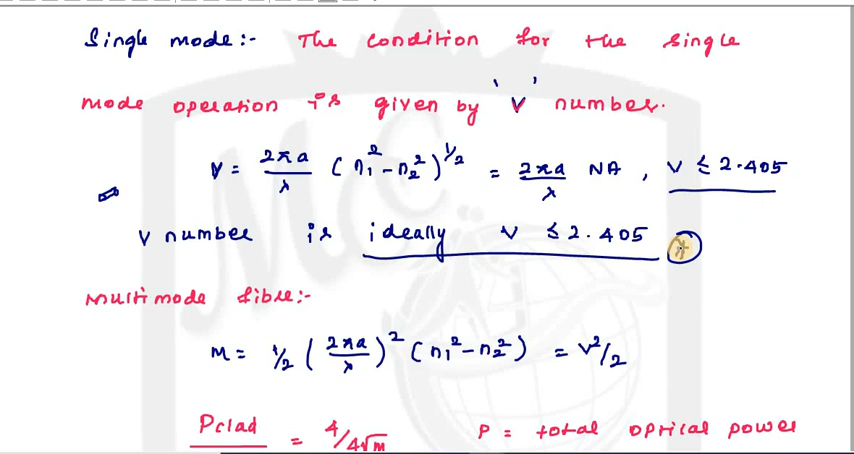 Single mode:- The condition for the single
mode operation is given by 'V' number.
V = 2πa/λ (n₁² - n₂²)^1/2 = 2πa/λ NA, V ≤ 2.405
V number is ideally V ≤ 2.405 *
Multimode fibre:-
M = 1/2 (2πa/λ)² (n₁² - n₂²) = V²/2
Pclad = 4/4√m P = total optical power